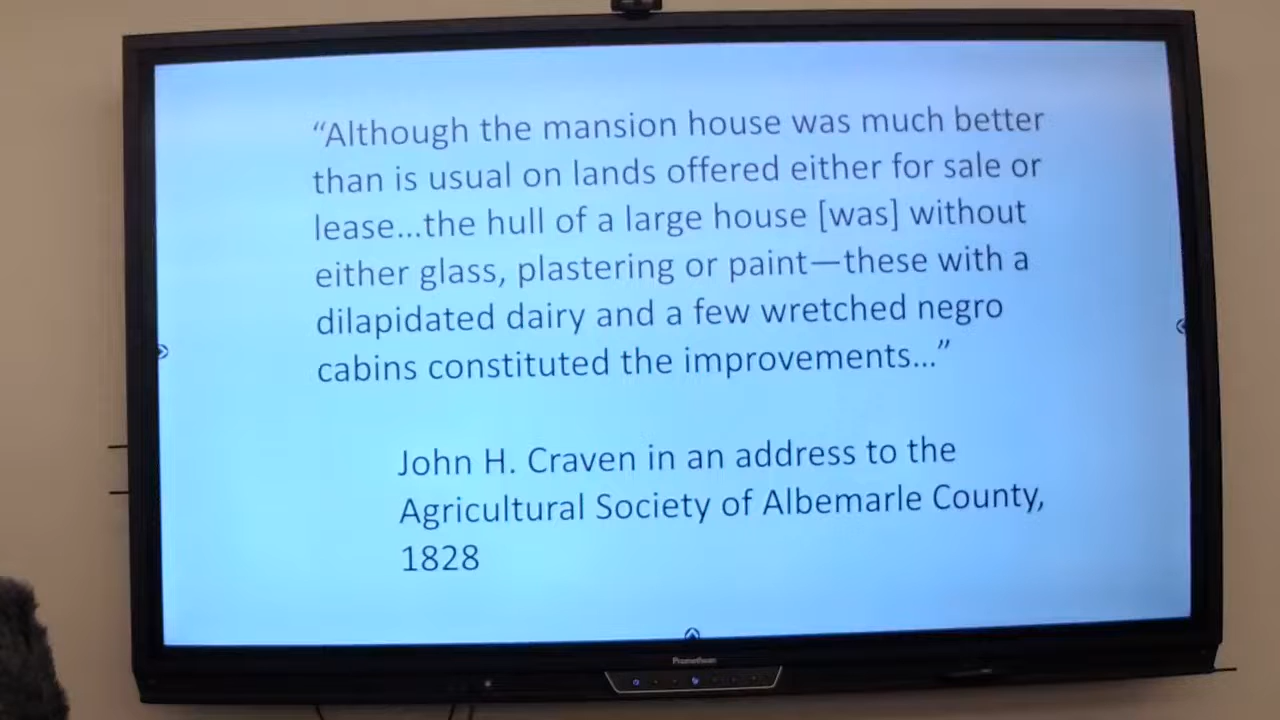 “Although the mansion house was much better
than is usual on lands offered either for sale or
lease...the hull of a large house [was] without
either glass, plastering or paint—these with a
dilapidated dairy and a few wretched negro
cabins constituted the improvements...”
John H. Craven in an address to the
Agricultural Society of Albemarle County,
1828
Promethean